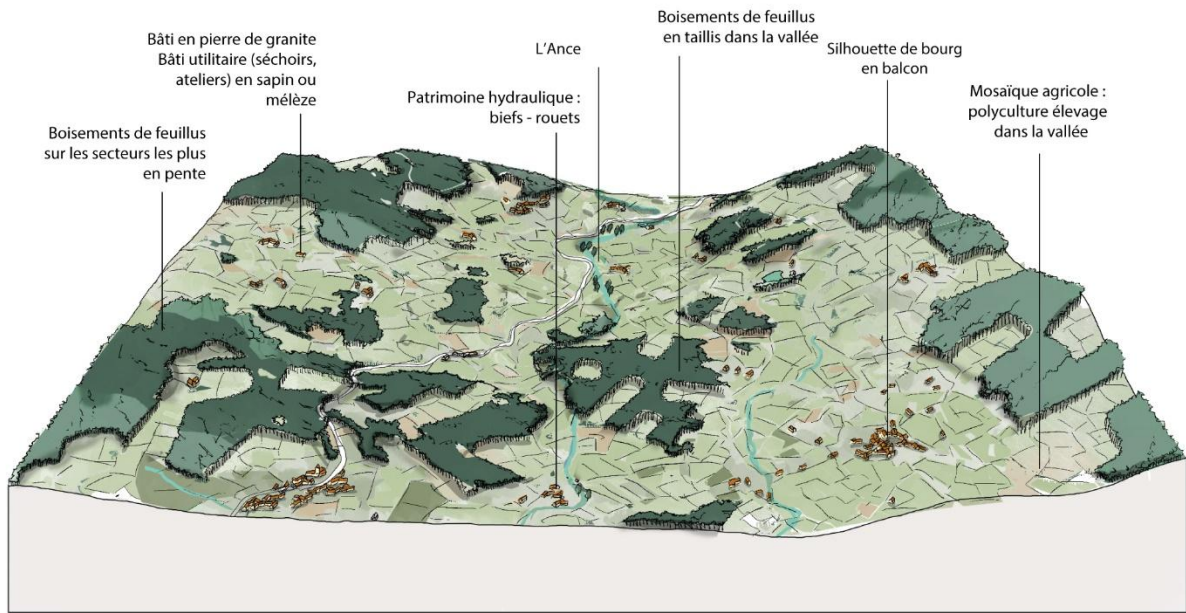 Boisements de feuillus
sur les secteurs les plus
en pente
Bâti en pierre de granite
Bâti utilitaire (séchoirs,
ateliers) en sapin ou
mélèze
Patrimoine hydraulique :
biefs - rouets
L'Ance
Boisements de feuillus
en taillis dans la vallée
Silhouette de bourg
en balcon
Mosaïque agricole :
polyculture élevage
dans la vallée